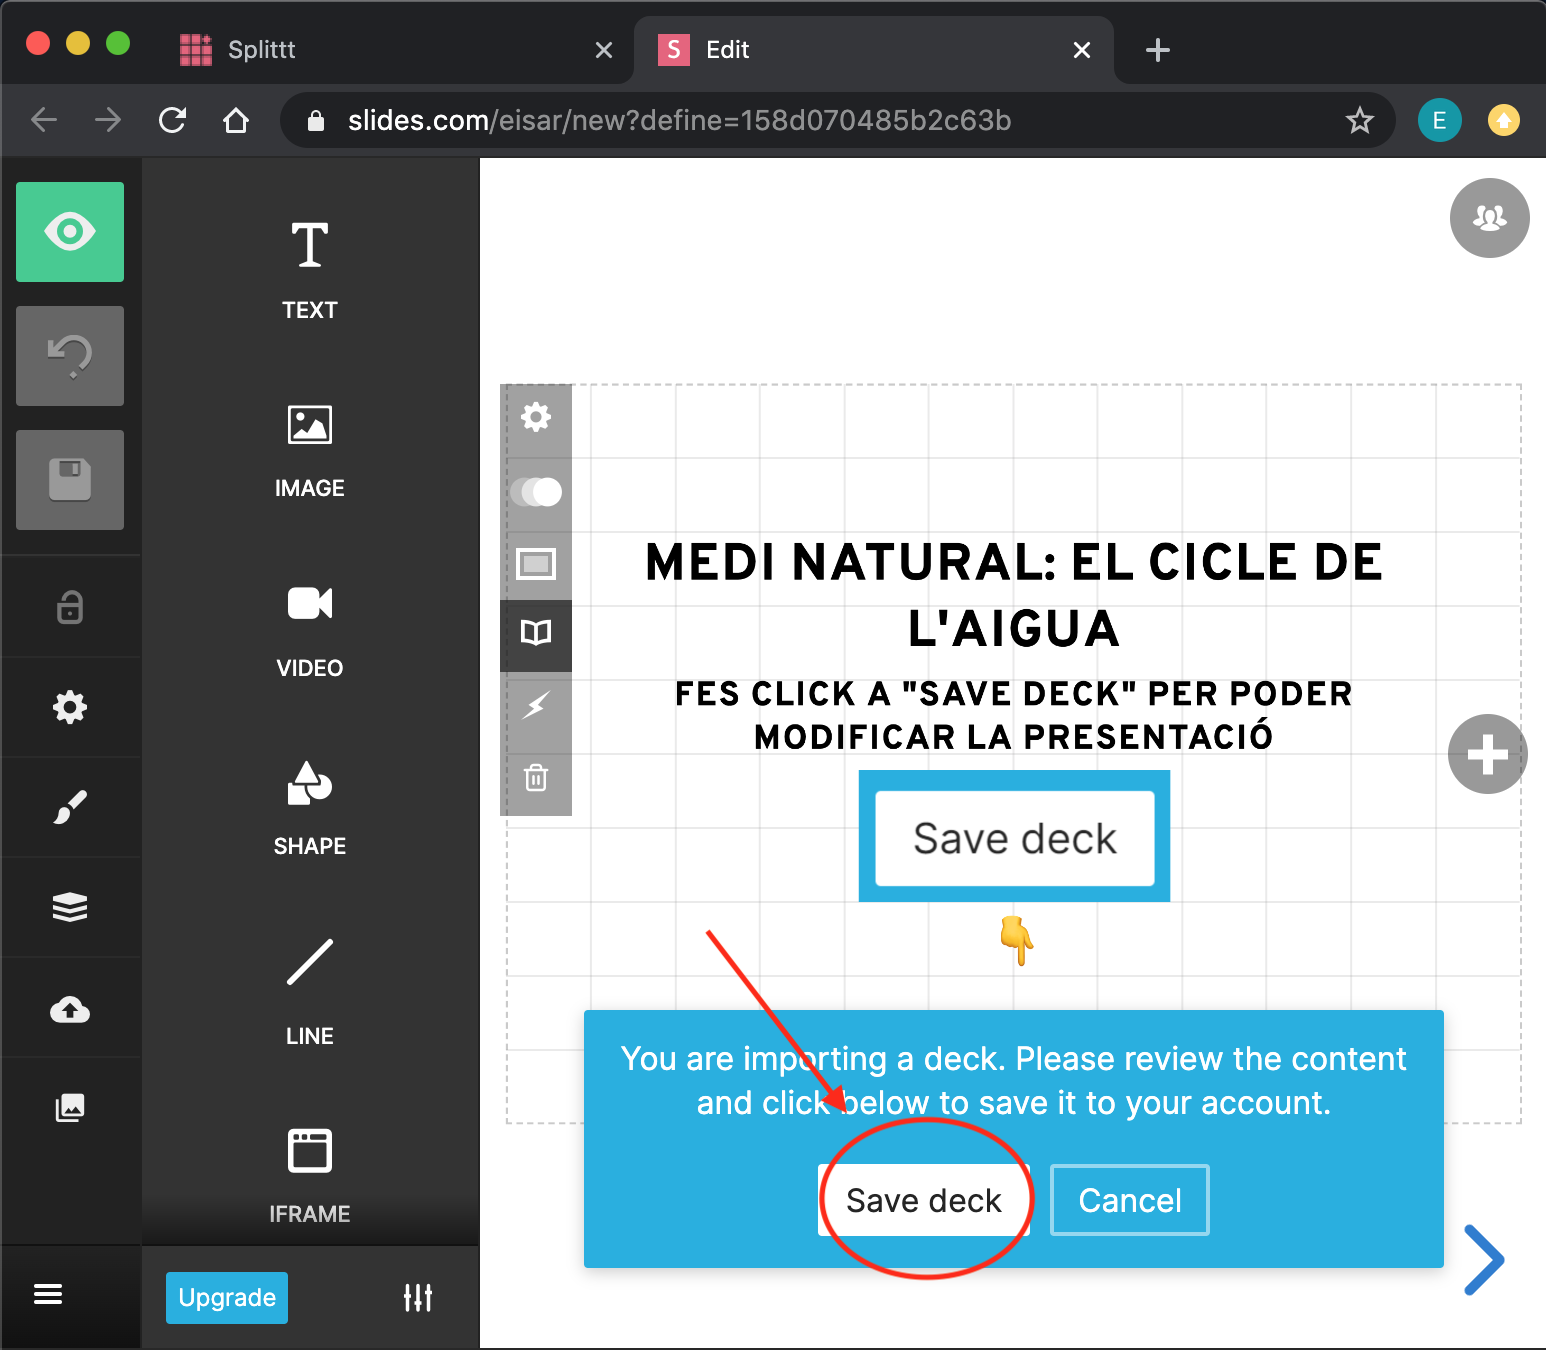 Splittt
S
Edit
slides.com/eisar/new?define=158d070485b2c63b
E
TEXT
IMAGE
VIDEO
SHAPE
LINE
IFRAME
Upgrade
MEDI NATURAL: EL CICLE DE
L'AIGUA
FES CLICK A "SAVE DECK" PER PODER
MODIFICAR LA PRESENTACIÓ
Save deck
You are importing a deck. Please review the content
and click below to save it to your account.
Save deck
Cancel